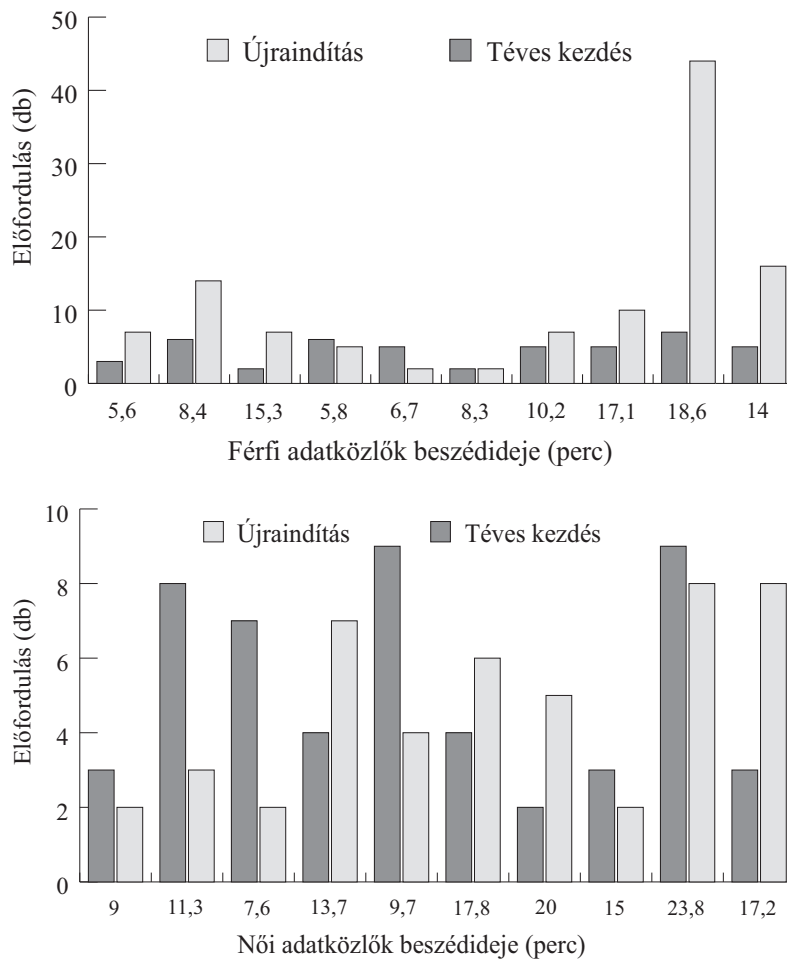 50
Újraindítás Téves kezdés
40
30
20
10
0
Előfordulás (db)
5,6 8,4 15,3 5,8 6,7 8,3 10,2 17,1 18,6 14
Férfi adatközlők beszédideje (perc)
10
Újraindítás Téves kezdés
8
6
4
2
0
Előfordulás (db)
9 11,3 7,6 13,7 9,7 17,8 20 15 23,8 17,2
Női adatközlők beszédideje (perc)